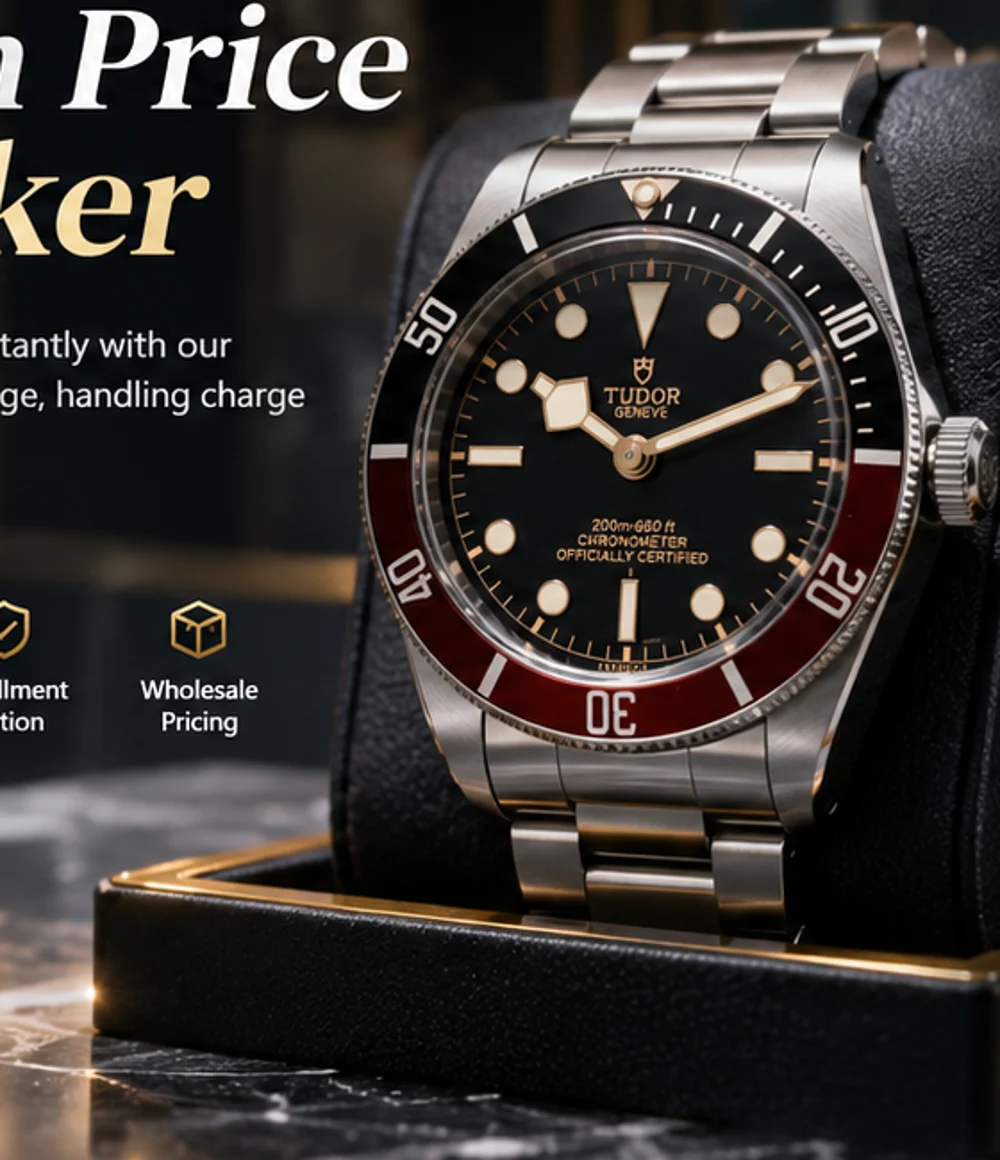 n Price
ker
tantly with our
ge, handling charge
llment
tion
Wholesale
Pricing
50
10
TUDOR
GENEVE
200m·660 ft
CHRONOMETER
OFFICIALLY CERTIFIED
40
20
30